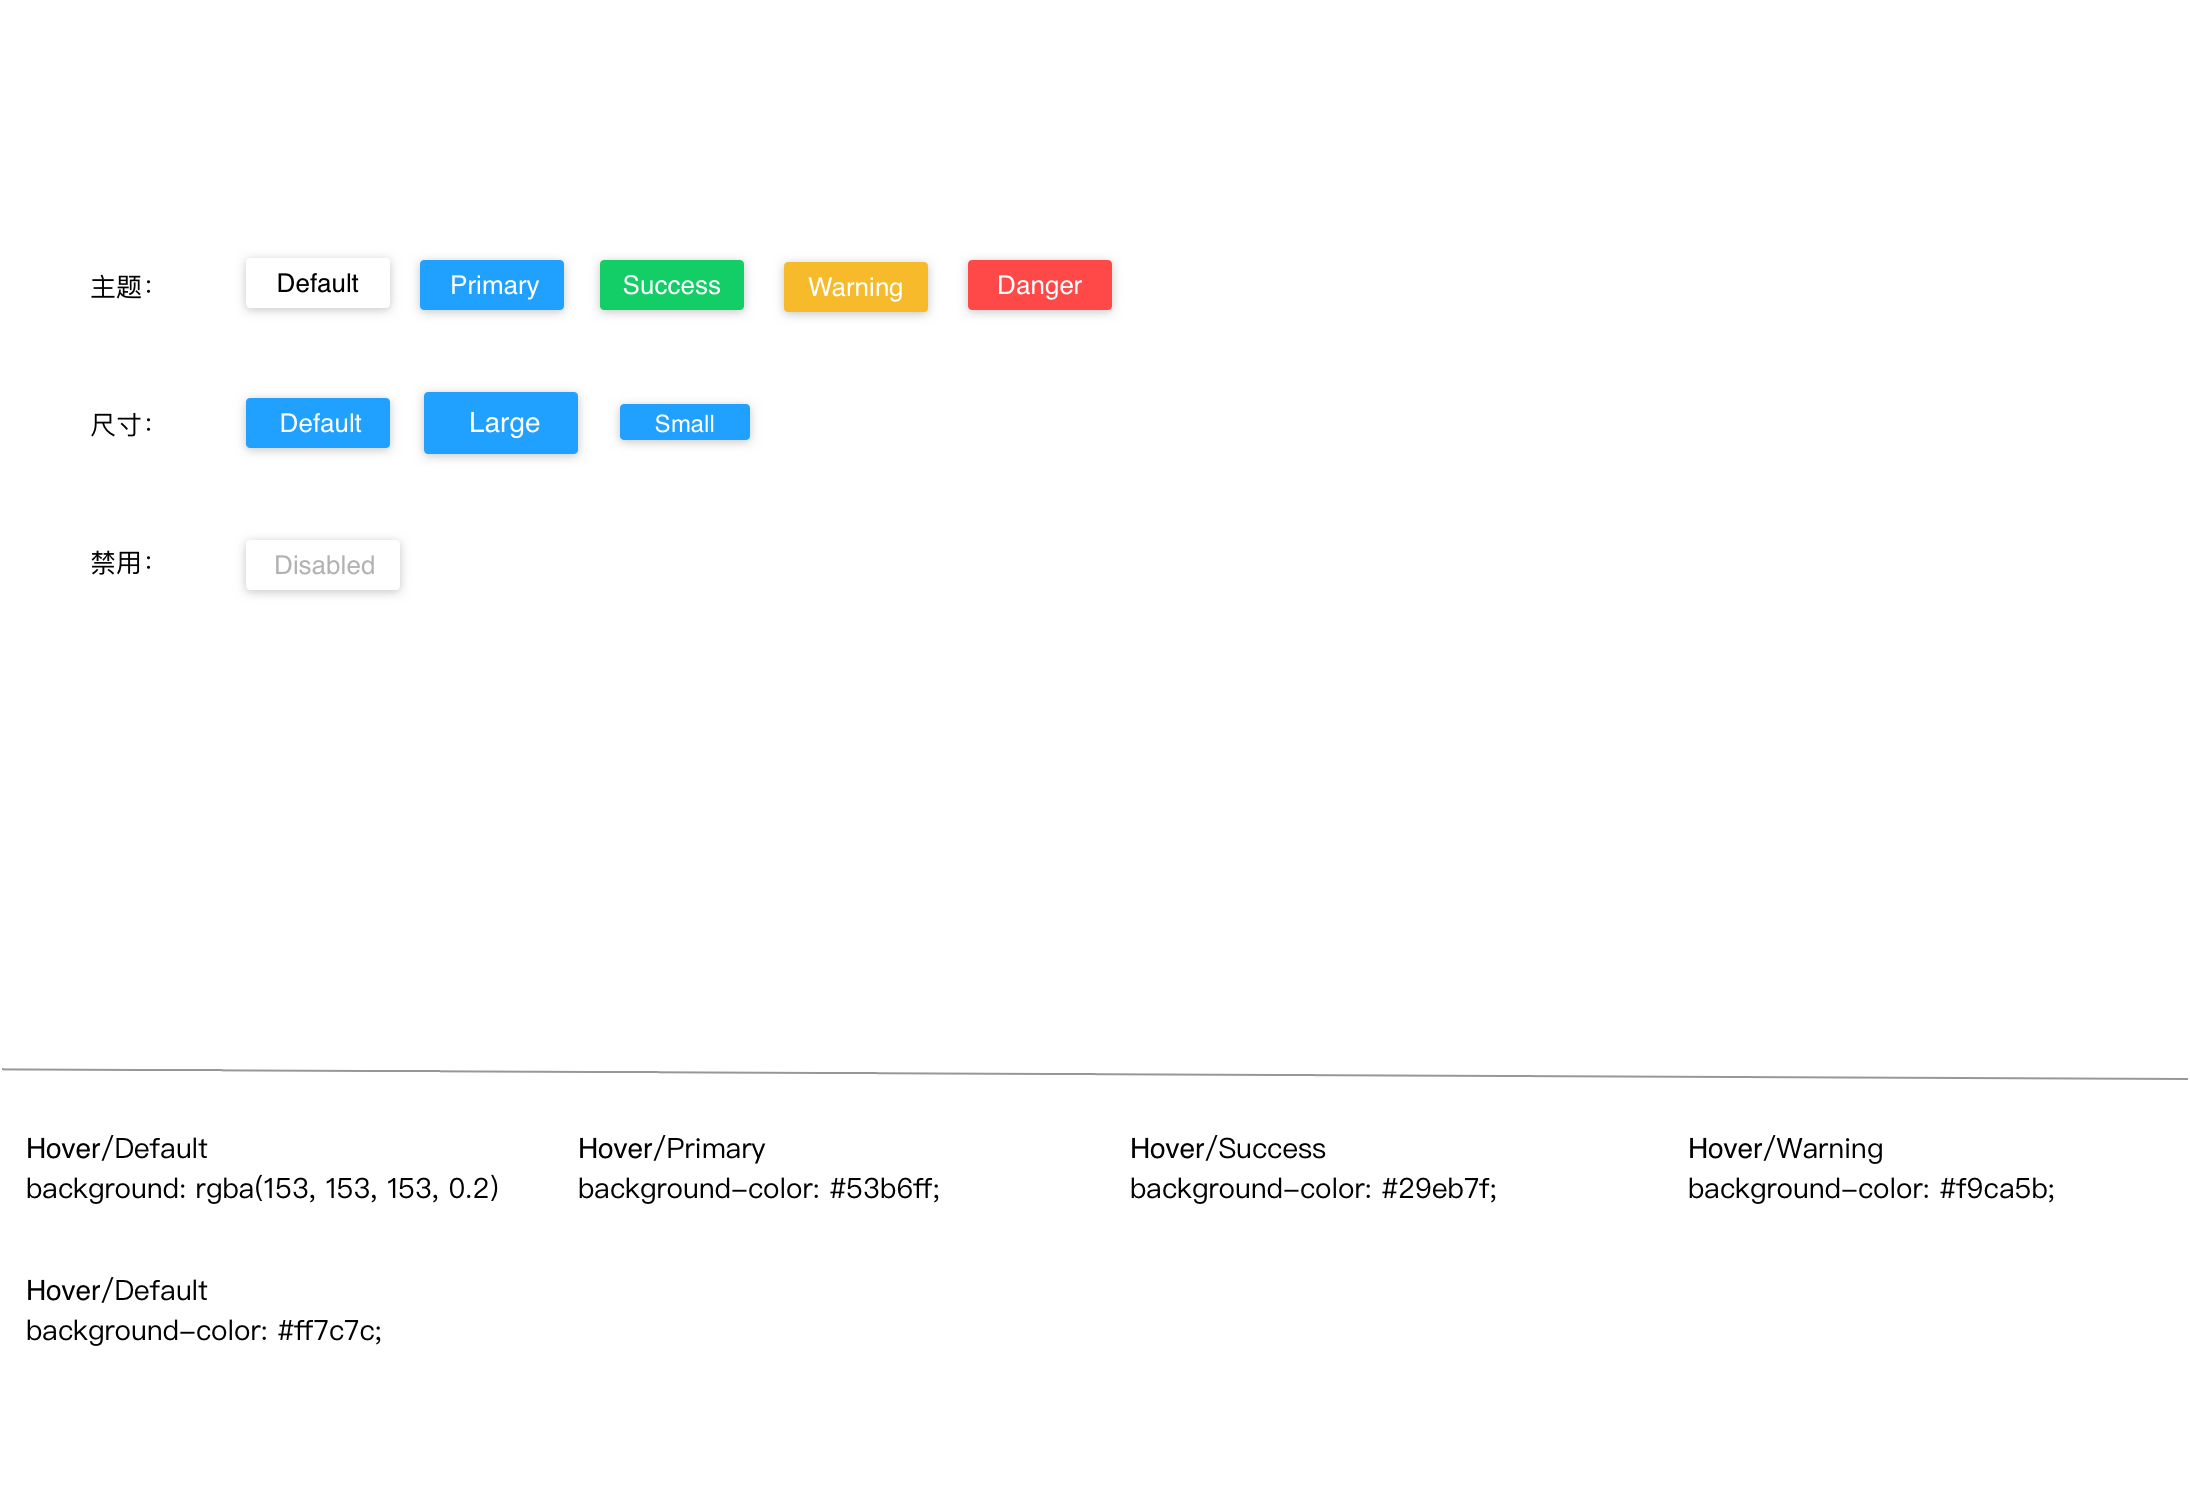 主题： Default Primary Success Warning Danger
尺寸： Default Large Small
禁用： Disabled
Hover/Default
background: rgba(153, 153, 153, 0.2)
Hover/Primary
background-color: #53b6ff;
Hover/Success
background-color: #29eb7f;
Hover/Warning
background-color: #f9ca5b;
Hover/Default
background-color: #ff7c7c;